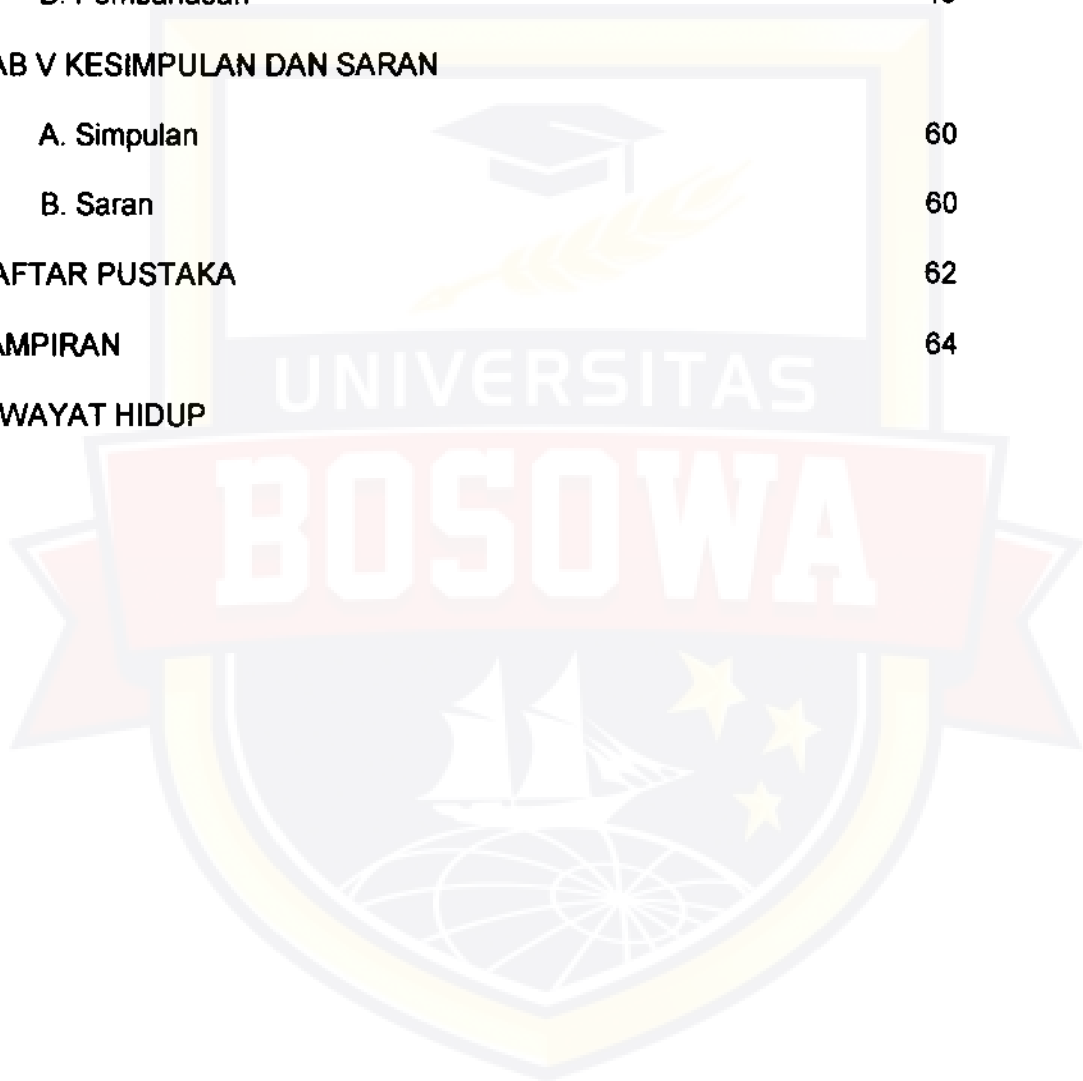 AB V KESIMPULAN DAN SARAN
A. Simpulan 60
B. Saran 60
AFTAR PUSTAKA 62
AMPIRAN 64
WAYAT HIDUP
UNIVERSITAS
BOSOWA